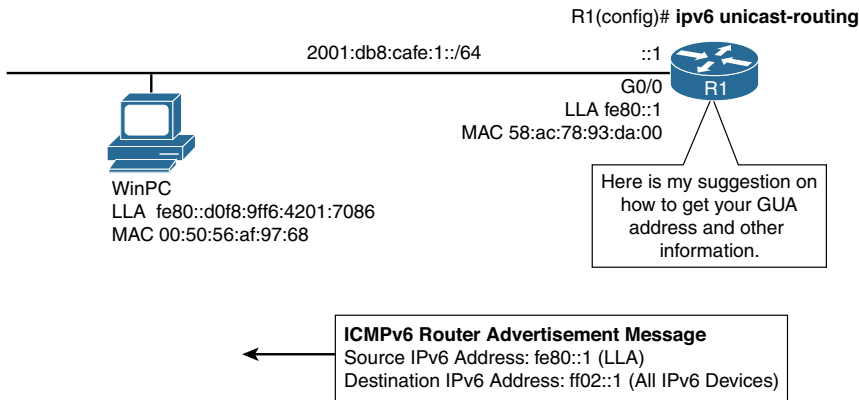 R1(config)# ipv6 unicast-routing
2001:db8:cafe:1::/64
::1
G0/0
R1
LLA fe80::1
MAC 58:ac:78:93:da:00
WinPC
LLA fe80::d0f8:9ff6:4201:7086
MAC 00:50:56:af:97:68
Here is my suggestion on
how to get your GUA
address and other
information.
ICMPv6 Router Advertisement Message
Source IPv6 Address: fe80::1 (LLA)
Destination IPv6 Address: ff02::1 (All IPv6 Devices)